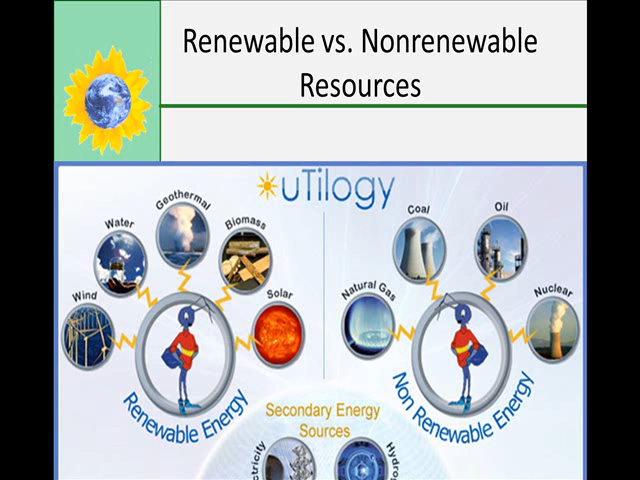 Renewable vs. Nonrenewable
Resources
uTilogy
Wind
Water
Geothermal
Biomass
Solar
Renewable Energy
Natural Gas
Coal
Oil
Nuclear
Non Renewable Energy
Secondary Energy
Sources